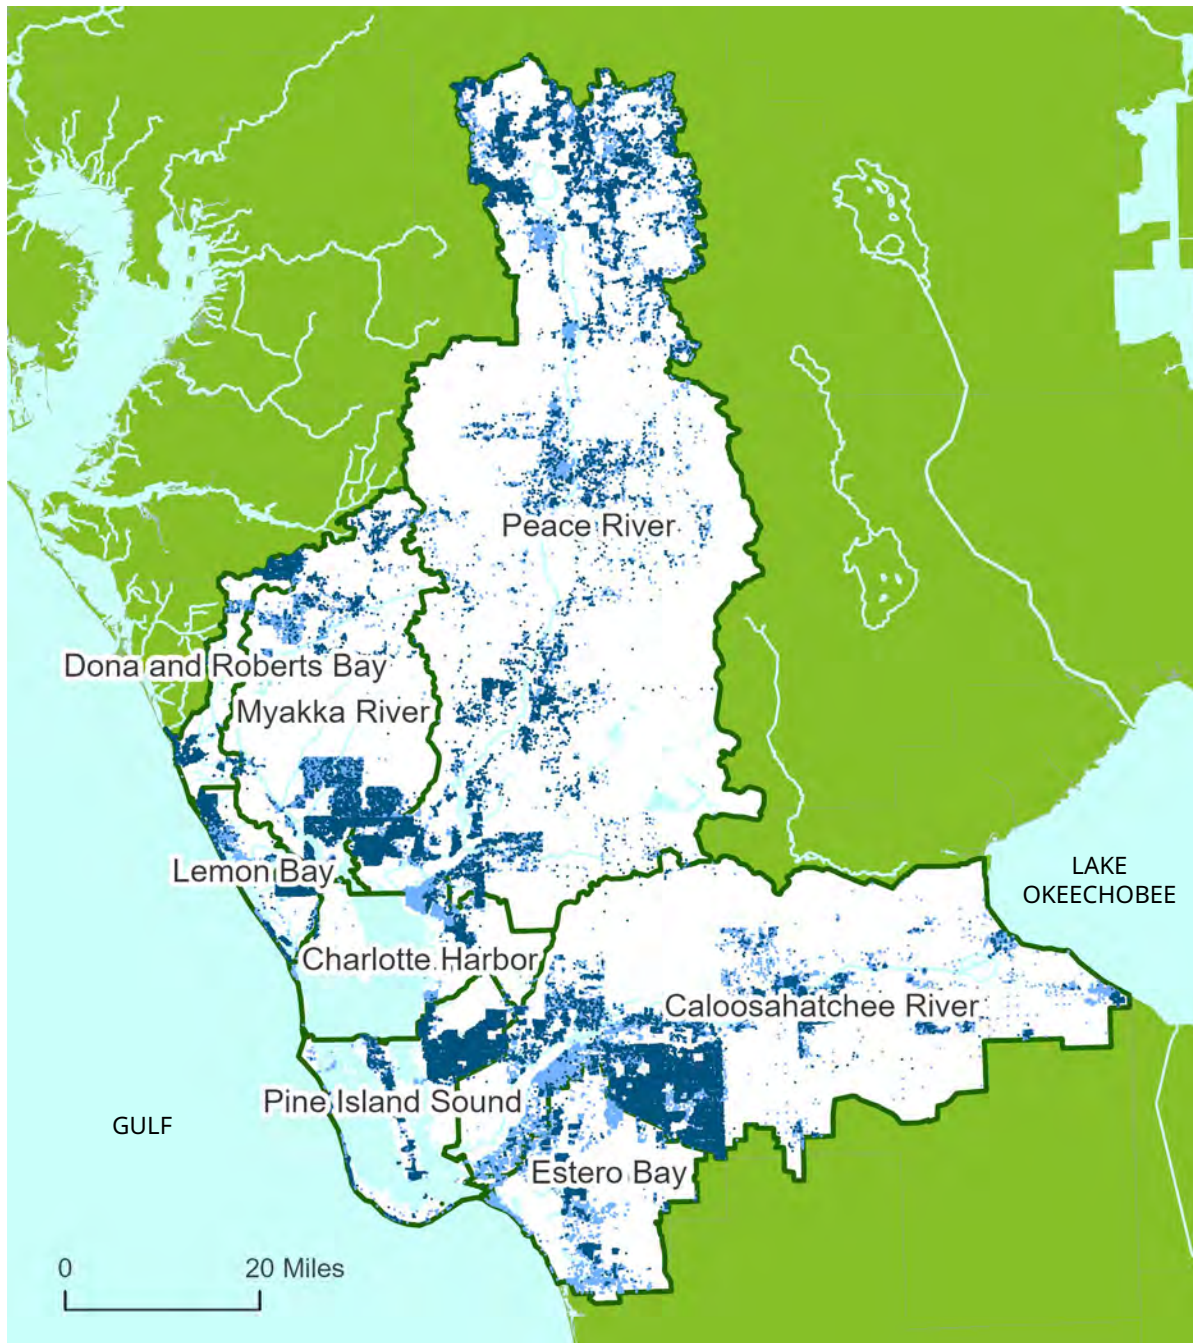 Peace River
Dona and Roberts Bay
Myakka River
Lemon Bay
LAKE
OKEECHOBEE
Charlotte Harbor
Caloosahatchee River
Pine Island Sound
GULF
Estero Bay
0 20 Miles